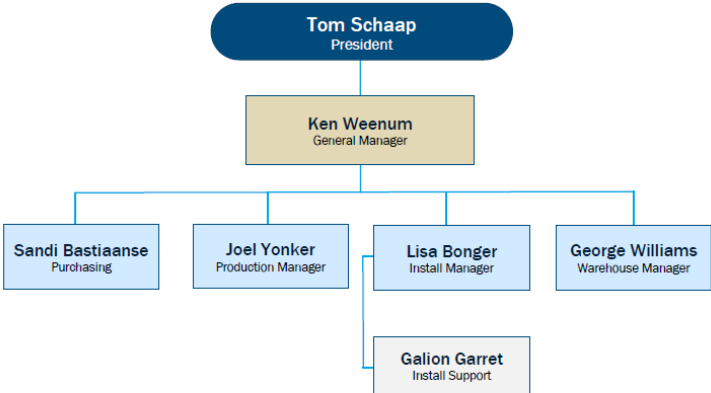 Tom Schaap
President
Ken Weenum
General Manager
Sandi Bastiaanse
Purchasing
Joel Yonker
Production Manager
Lisa Bonger
Install Manager
George Williams
Warehouse Manager
Galion Garret
Install Support